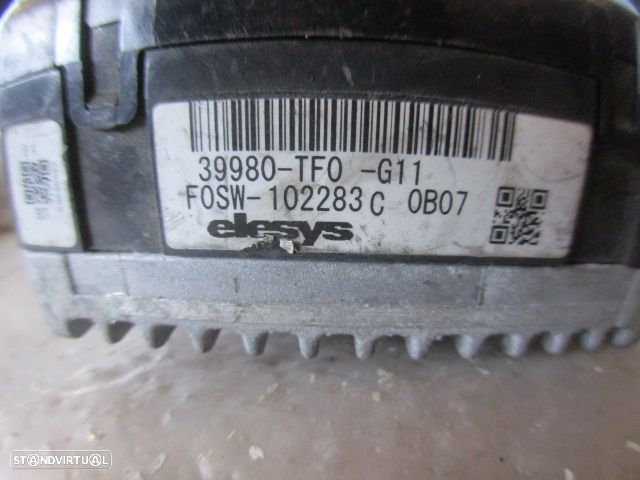 39980-TF0 -G11
F0SW-102283 C 0B07
elesys
STANDVIRTUAL